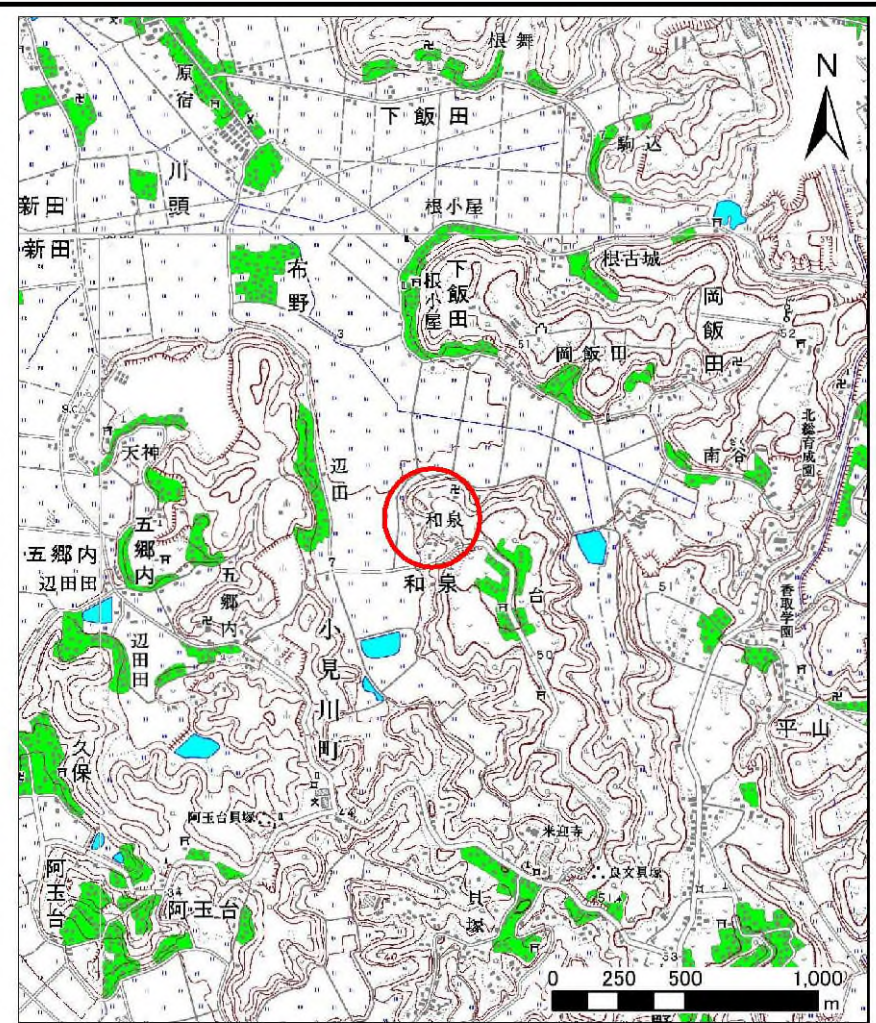 根舞
原宿
下飯田
N
駒込
川頭
新田
根小屋
新田
布野
下飯田
根小屋
根古城
岡飯田
3
51
52
岡飯田
北総育成園
南谷
天神
辺田
和泉
五郷内
五郷内
辺田田
7
和泉
台
51
五郷内
香取学園
辺田田
小見川町
50
久保
平山
阿玉台貝塚
44
来迎寺
良文貝塚
阿玉台
34
阿玉台
貝塚
53
0 250 500 1,000
m